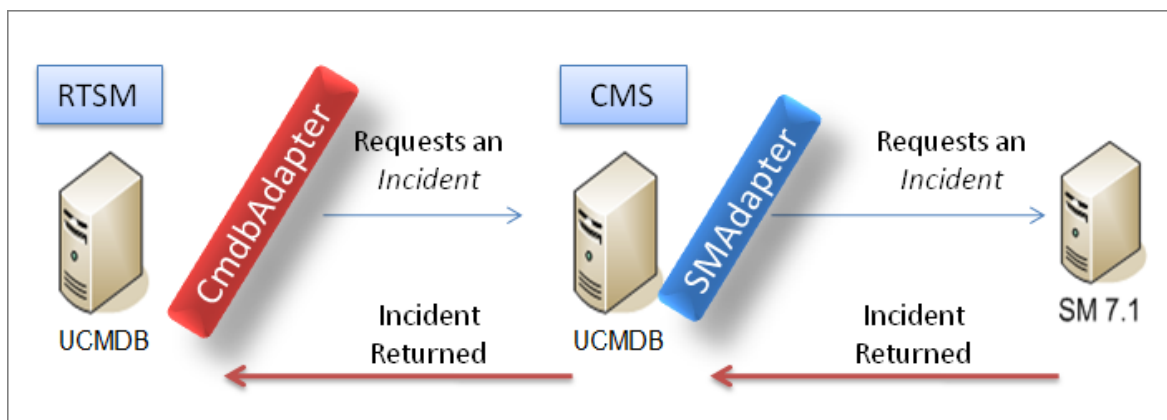 RTSM
CmdbAdapter
Requests an
Incident
UCMDB
Incident
Returned
CMS
SMAdapter
Requests an
Incident
UCMDB
Incident
Returned
SM 7.1